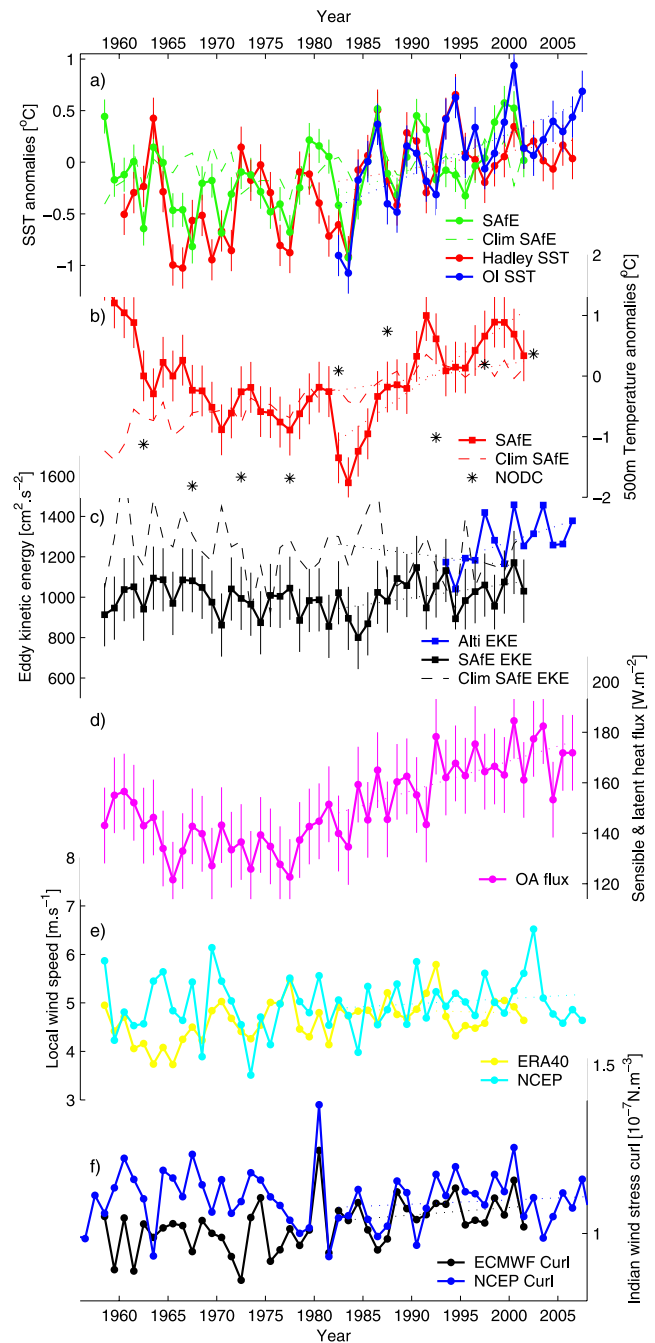 Year
1960 1965 1970 1975 1980 1985 1990 1995 2000 2005
a)
1
0.5
0
−0.5
−1
SST anomalies [°C]
SAfE
Clim SAfE
Hadley SST
OI SST
b)
2
1
0
−1
−2
500m Temperature anomalies [°C]
SAfE
Clim SAfE
NODC
c)
1600
1400
1200
1000
800
600
Eddy kinetic energy [cm².s⁻²]
Alti EKE
SAfE EKE
Clim SAfE EKE
d)
200
180
160
140
120
Sensible & latent heat flux [W.m⁻²]
OA flux
e)
8
7
6
5
4
3
Local wind speed [m.s⁻¹]
ERA40
NCEP
f)
1.5
1
Indian wind stress curl [10⁻⁷N.m⁻³]
ECMWF Curl
NCEP Curl
1960 1965 1970 1975 1980 1985 1990 1995 2000 2005
Year